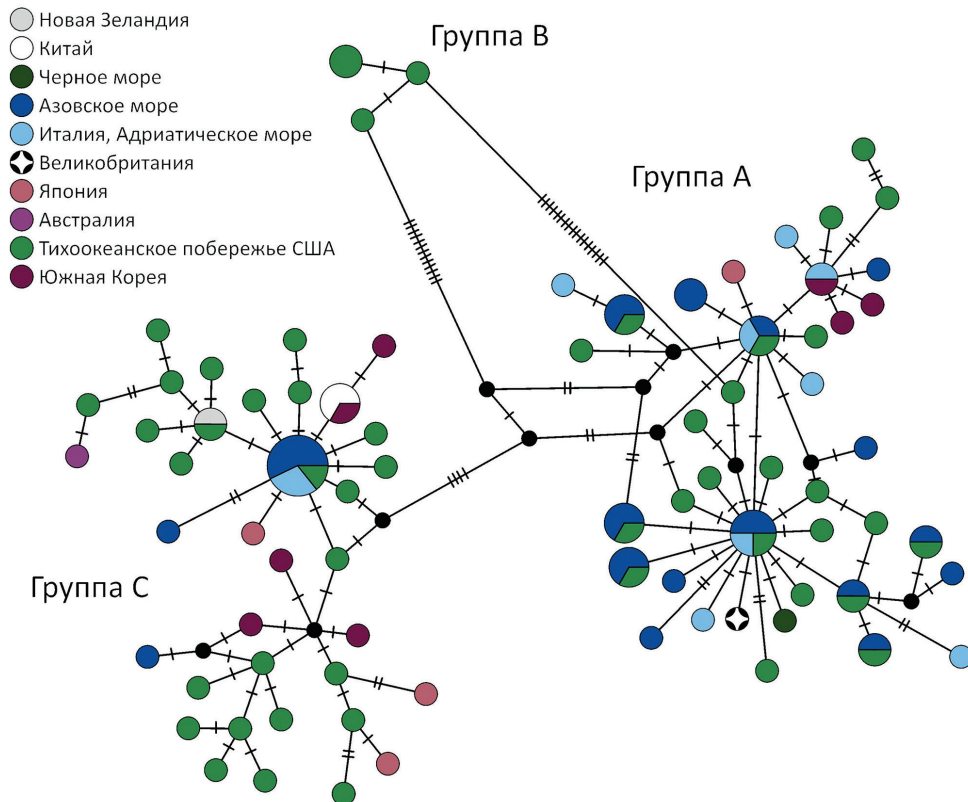 Новая Зеландия
Китай
Черное море
Азовское море
Италия, Адриатическое море
Великобритания
Япония
Австралия
Тихоокеанское побережье США
Южная Корея
Группа B
Группа A
Группа C